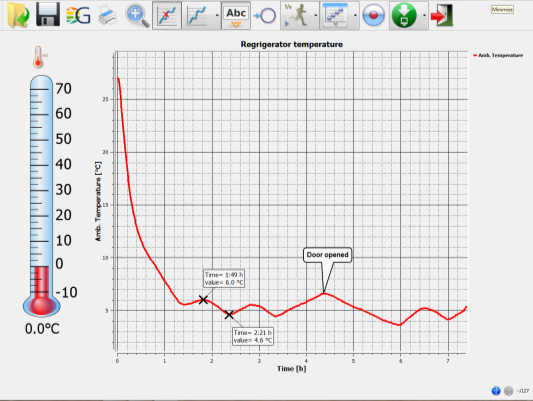 Abc
1/s
Minimize
Regrigerator temperature
Amb. Temperature
70
60
50
40
30
20
10
0
-10
0.0°C
Amb. Temperature [°C]
25
20
15
10
5
Door opened
Time= 1:49 h
value= 6.0 °C
Time= 2:21 h
value= 4.6 °C
0
1
2
3
4
5
6
7
Time [h]
--/127